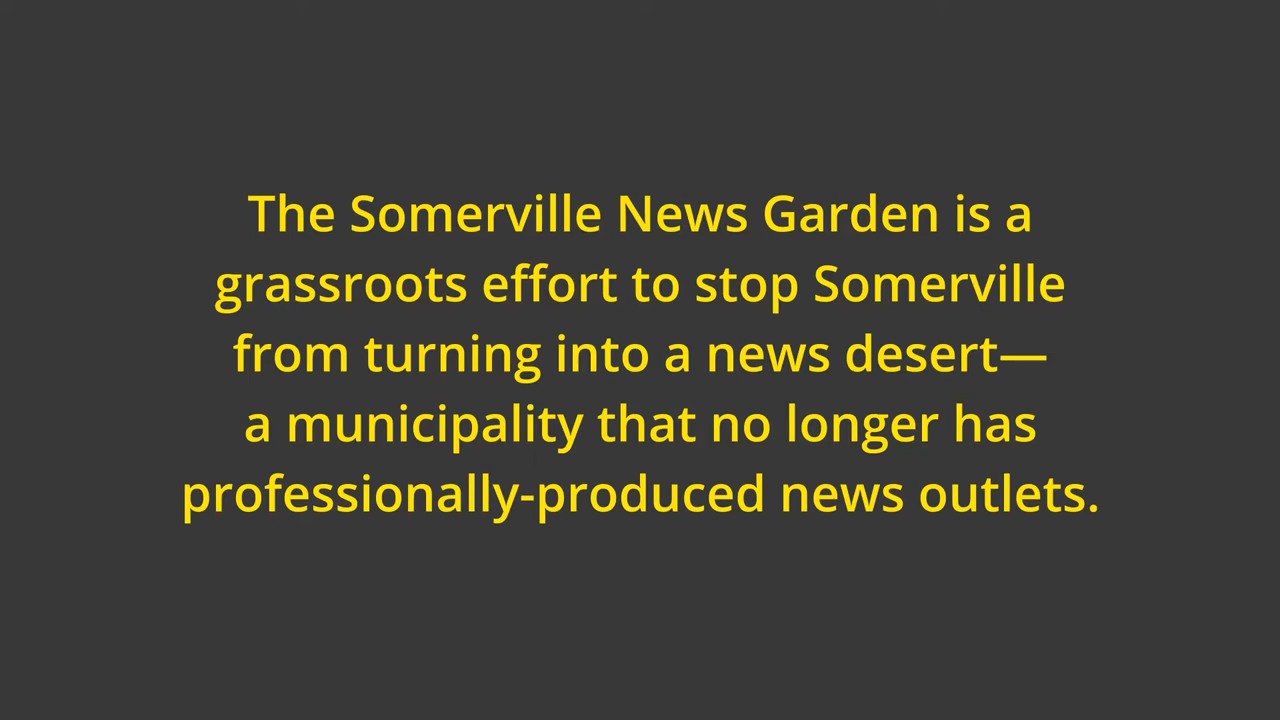 The Somerville News Garden is a
grassroots effort to stop Somerville
from turning into a news desert—
a municipality that no longer has
professionally-produced news outlets.